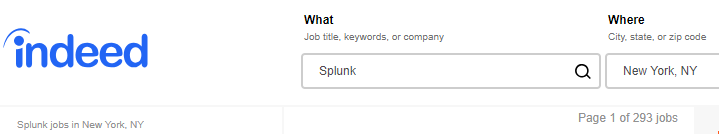 What
Where
Job title, keywords, or company
City, state, or zip code
indeed
Splunk
New York, NY
Splunk jobs in New York, NY
Page 1 of 293 jobs